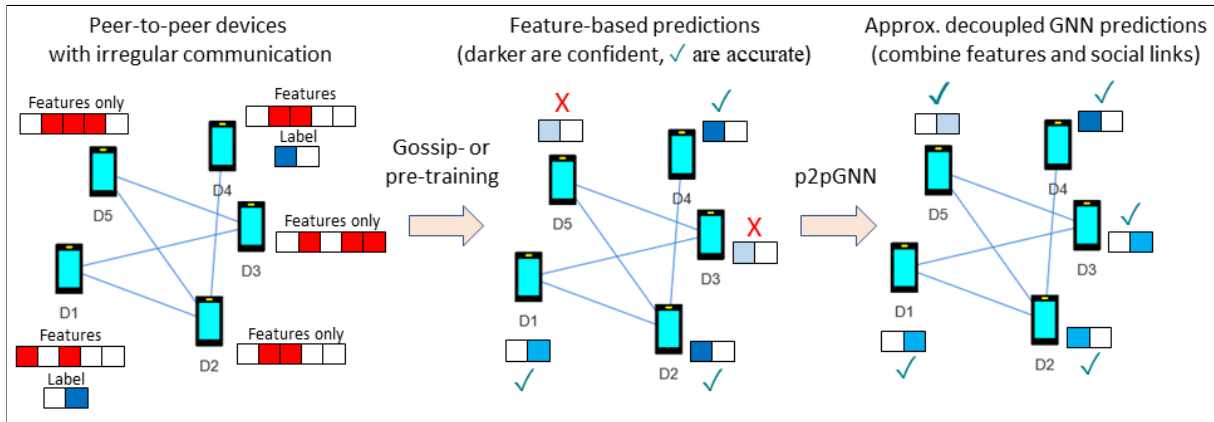 Peer-to-peer devices
with irregular communication
Features only
Features
Label
D4
D5
Features only
D3
D1
Features
Label
D2
Features only
Gossip- or
pre-training
Feature-based predictions
(darker are confident, ✓ are accurate)
X
✓
D4
D5
X
D3
D1
✓
D2
✓
p2pGNN
Approx. decoupled GNN predictions
(combine features and social links)
✓
✓
D4
D5
✓
D3
D1
✓
D2
✓